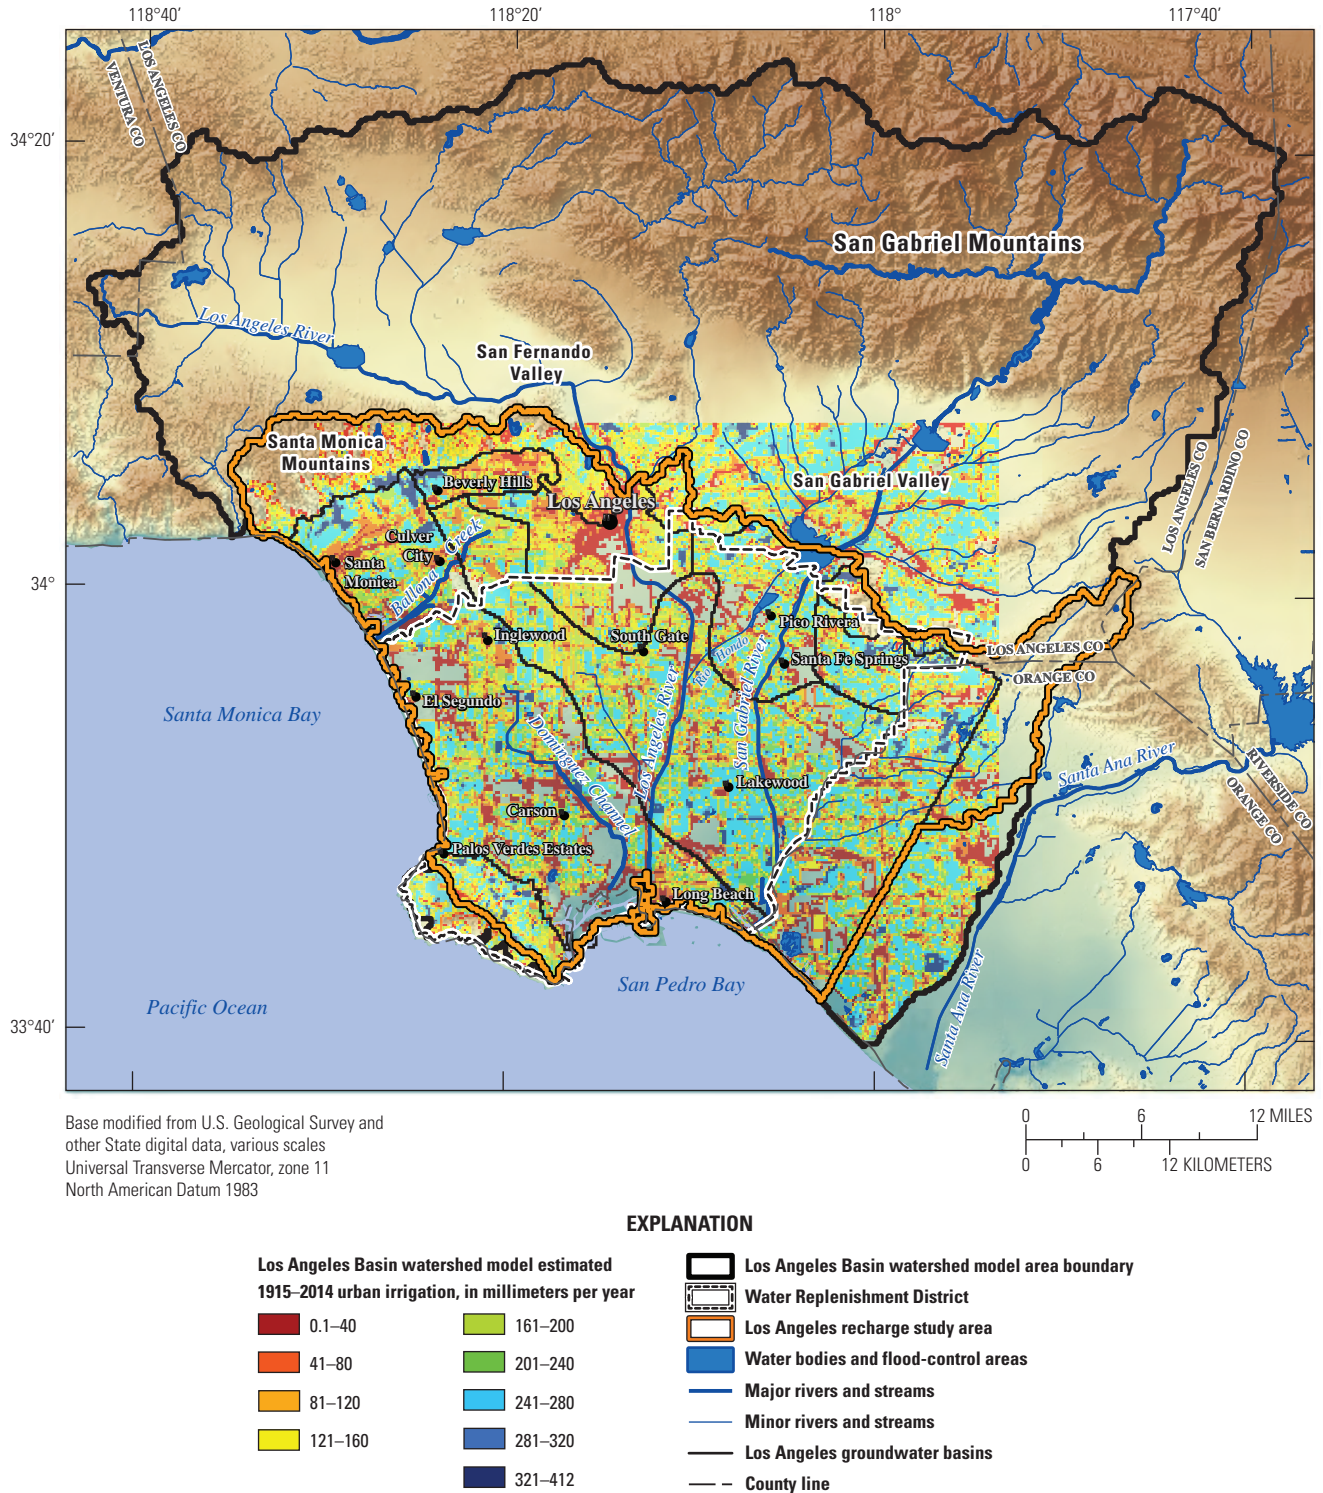 118°40′
118°20′
118°
117°40′
34°20′
34°
33°40′
LOS ANGELES CO
VENTURA CO
San Gabriel Mountains
Los Angeles River
San Fernando
Valley
Santa Monica
Mountains
Beverly Hills
Los Angeles
San Gabriel Valley
LOS ANGELES CO
SAN BERNARDINO CO
Culver
City
Ballona Creek
Santa
Monica
Inglewood
South Gate
Rio Hondo
Pico Rivera
Santa Fe Springs
LOS ANGELES CO
ORANGE CO
Santa Monica Bay
El Segundo
Dominguez Channel
Los Angeles River
San Gabriel River
Lakewood
Carson
Santa Ana River
RIVERSIDE CO
ORANGE CO
Palos Verdes Estates
Long Beach
San Pedro Bay
Pacific Ocean
Santa Ana River
Base modified from U.S. Geological Survey and
other State digital data, various scales
Universal Transverse Mercator, zone 11
North American Datum 1983
0 6 12 MILES
0 6 12 KILOMETERS
EXPLANATION
Los Angeles Basin watershed model estimated
1915–2014 urban irrigation, in millimeters per year
0.1–40
41–80
81–120
121–160
161–200
201–240
241–280
281–320
321–412
Los Angeles Basin watershed model area boundary
Water Replenishment District
Los Angeles recharge study area
Water bodies and flood-control areas
Major rivers and streams
Minor rivers and streams
Los Angeles groundwater basins
County line